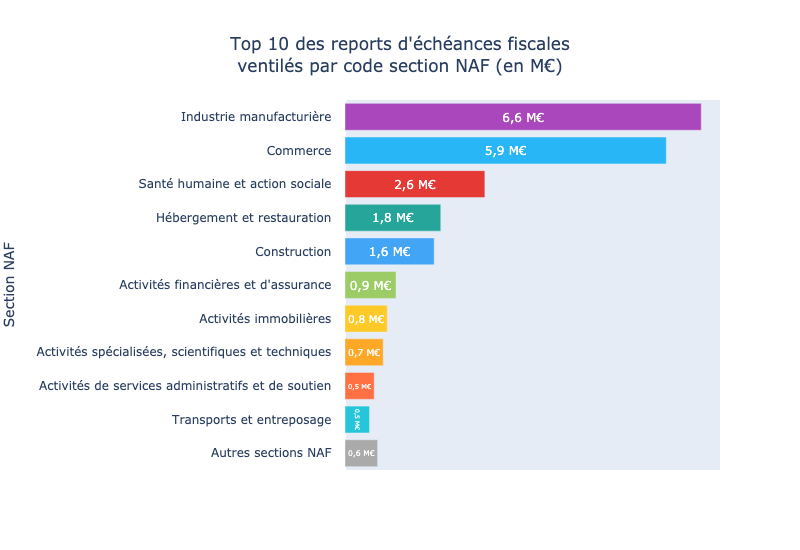 Top 10 des reports d'échéances fiscales
ventilés par code section NAF (en M€)
Section NAF
Industrie manufacturière 6,6 M€
Commerce 5,9 M€
Santé humaine et action sociale 2,6 M€
Hébergement et restauration 1,8 M€
Construction 1,6 M€
Activités financières et d'assurance 0,9 M€
Activités immobilières 0,8 M€
Activités spécialisées, scientifiques et techniques 0,7 M€
Activités de services administratifs et de soutien 0,5 M€
Transports et entreposage 0,5 M€
Autres sections NAF 0,6 M€